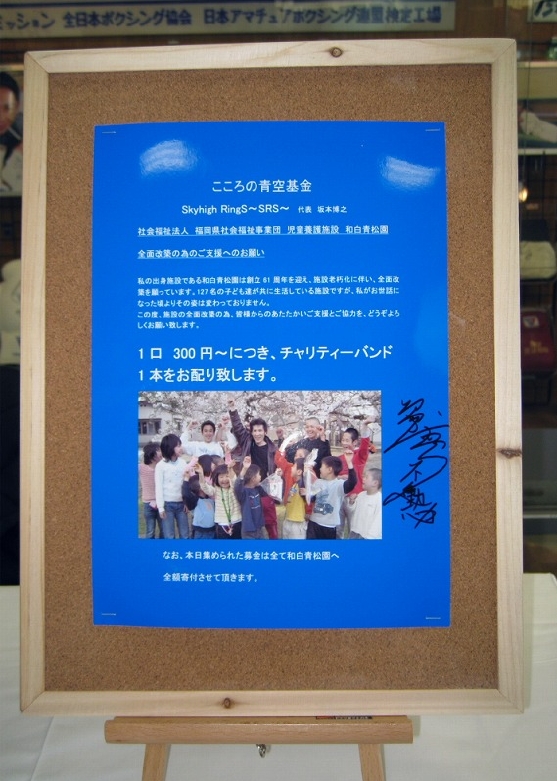 ミッション 全日本ボクシング協会 日本アマチュアボクシング連盟検定工場
こころの青空基金
Skyhigh RingS～SRS～ 代表 坂本博之
社会福祉法人 福岡県社会福祉事業団 児童養護施設 和白青松園
全面改築の為のご支援へのお願い
私の出身施設である和白青松園は創立61周年を迎え、施設老朽化に伴い、全面改
築を願っています。127名の子ども達が共に生活している施設ですが、私がお世話に
なった頃よりその姿は変わっておりません。
この度、施設の全面改築の為、皆様からのあたたかいご支援とご協力を、どうぞよろ
しくお願い致します。
1口 300円～につき、チャリティーバンド
1本をお配り致します。
なお、本日集められた募金は全て和白青松園へ
全額寄付させて頂きます。